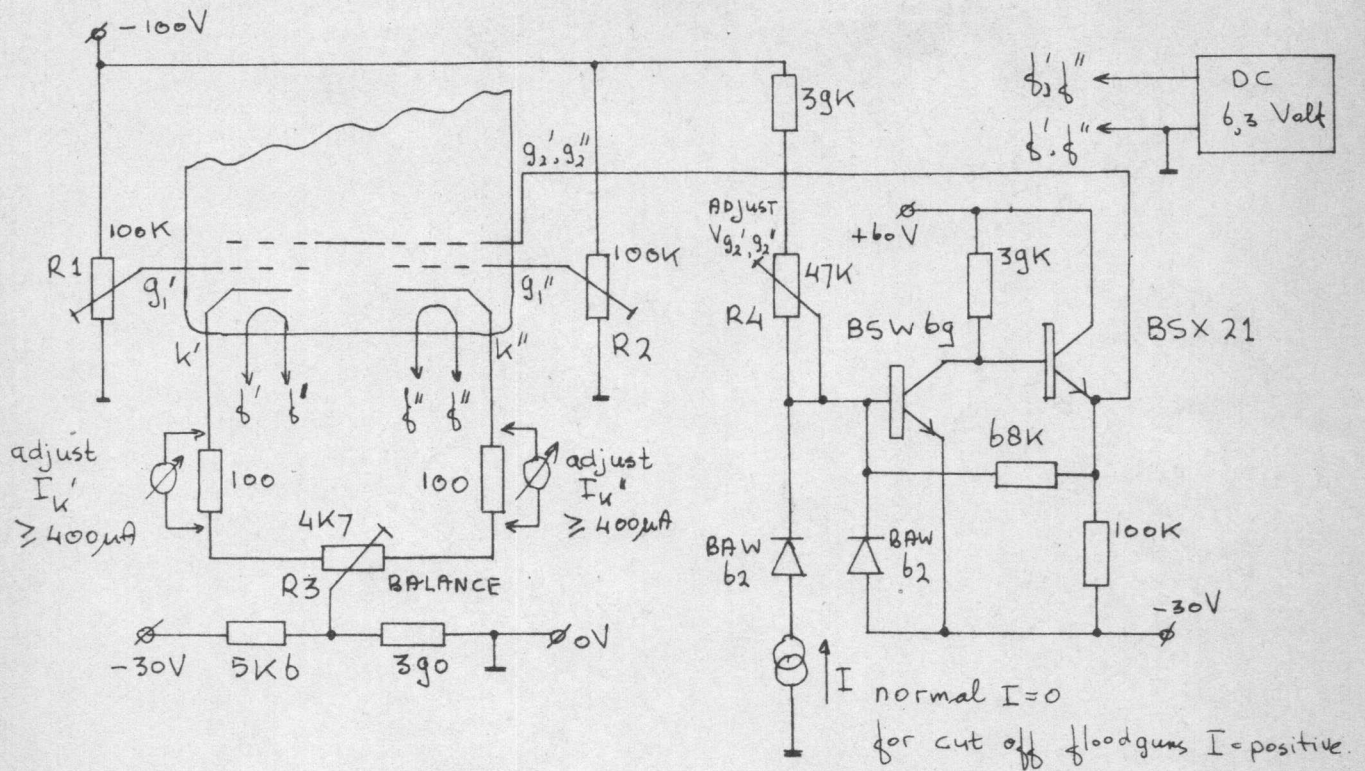 -100V
39K
f',f"
DC
6,3 Volt
f',f"
g2',g2"
100K
R1
g1'
g1"
100K
R2
k'
k"
f' f'
f" f"
ADJUST
Vg2',g2"
47K
R4
+60V
39K
BSW 69
BSX 21
68K
adjust
IK'
≥ 400µA
100
100
adjust
IK"
≥ 400µA
4K7
R3
BALANCE
-30V
5K6
390
0V
BAW
62
BAW
62
100K
-30V
I
normal I=0
for cut off floodguns I=positive.